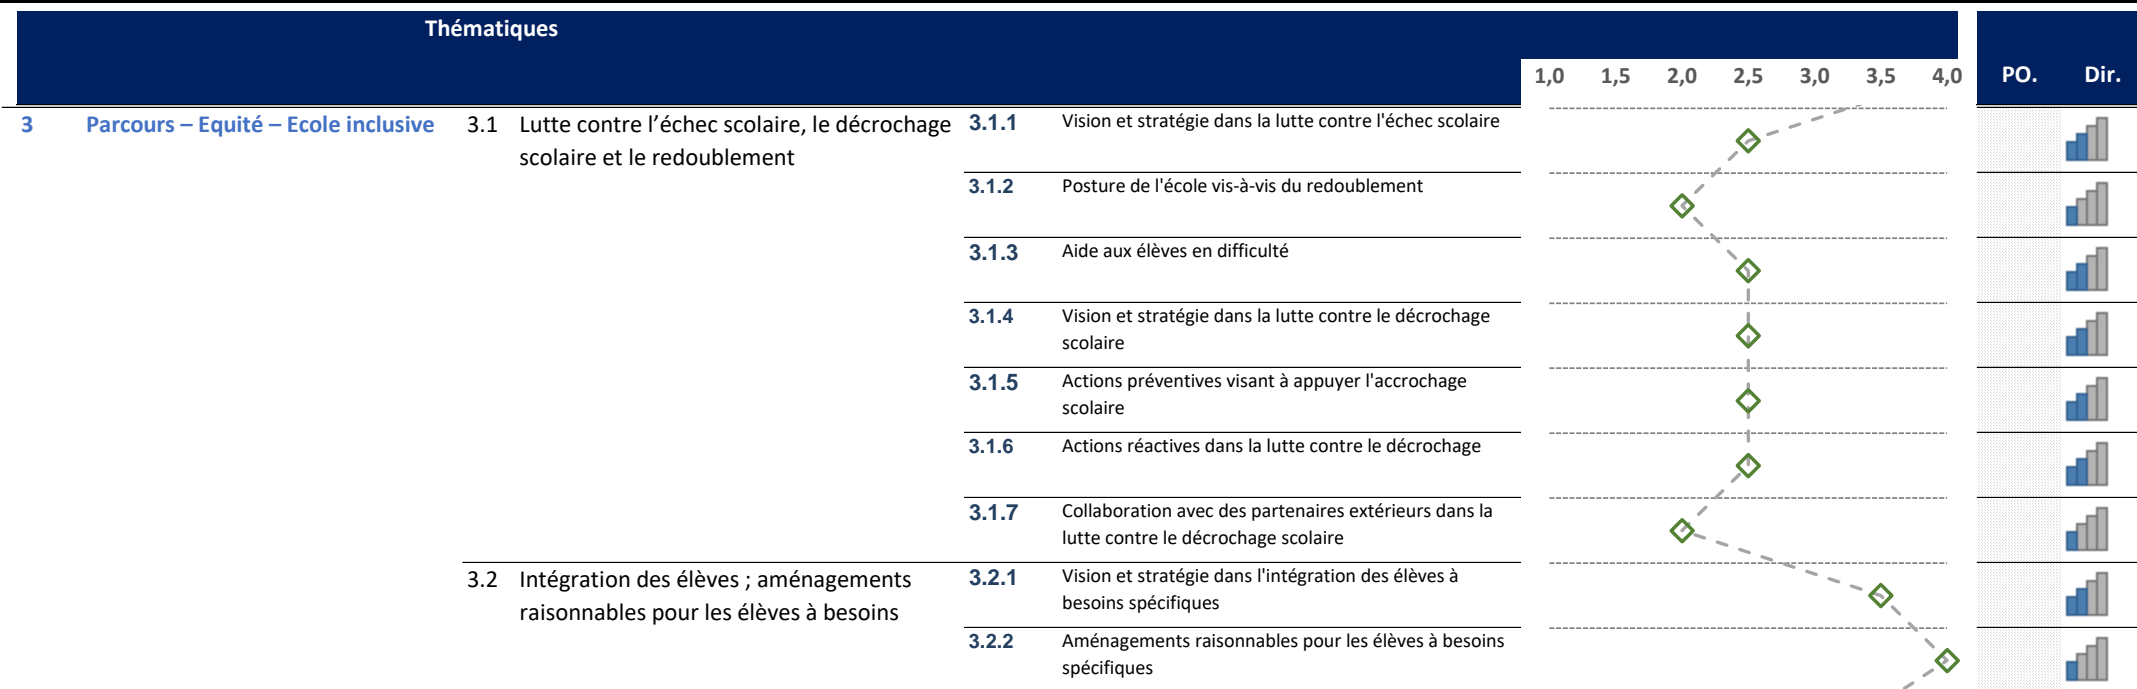 Thématiques
1,0 1,5 2,0 2,5 3,0 3,5 4,0 PO. Dir.
3 Parcours – Equité – Ecole inclusive 3.1 Lutte contre l’échec scolaire, le décrochage
scolaire et le redoublement
3.1.1 Vision et stratégie dans la lutte contre l'échec scolaire
3.1.2 Posture de l'école vis-à-vis du redoublement
3.1.3 Aide aux élèves en difficulté
3.1.4 Vision et stratégie dans la lutte contre le décrochage
scolaire
3.1.5 Actions préventives visant à appuyer l'accrochage
scolaire
3.1.6 Actions réactives dans la lutte contre le décrochage
3.1.7 Collaboration avec des partenaires extérieurs dans la
lutte contre le décrochage scolaire
3.2 Intégration des élèves ; aménagements
raisonnables pour les élèves à besoins
3.2.1 Vision et stratégie dans l'intégration des élèves à
besoins spécifiques
3.2.2 Aménagements raisonnables pour les élèves à besoins
spécifiques